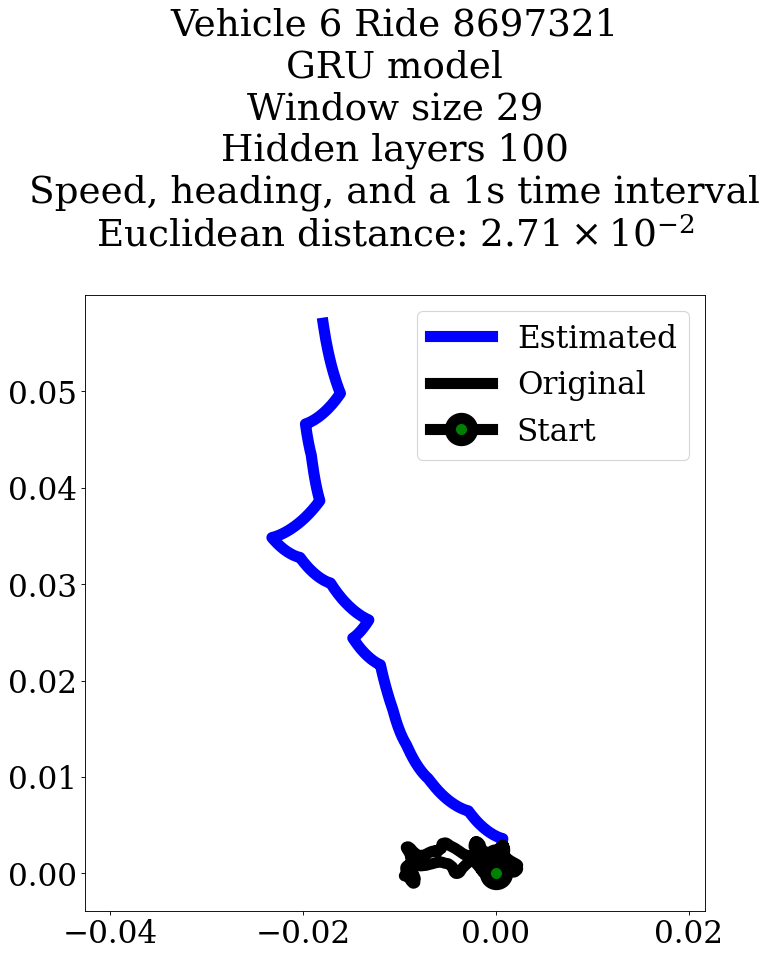 Vehicle 6 Ride 8697321
GRU model
Window size 29
Hidden layers 100
Speed, heading, and a 1s time interval
Euclidean distance: 2.71 × 10⁻²
Estimated
Original
Start
0.05
0.04
0.03
0.02
0.01
0.00
−0.04
−0.02
0.00
0.02